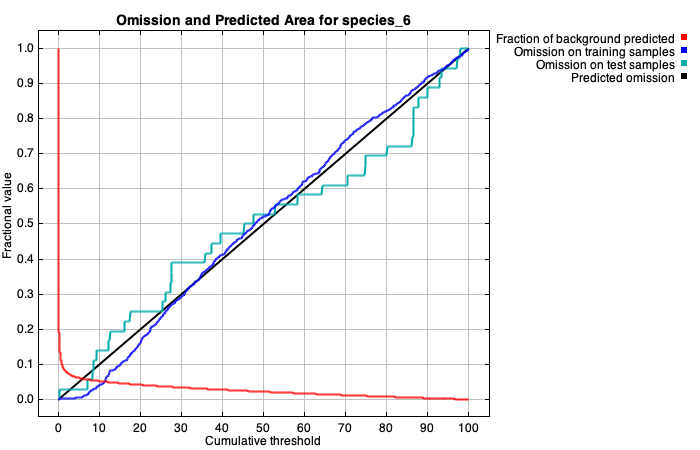 Omission and Predicted Area for species_6
Fraction of background predicted
Omission on training samples
Omission on test samples
Predicted omission
Fractional value
1.0
0.9
0.8
0.7
0.6
0.5
0.4
0.3
0.2
0.1
0.0
0 10 20 30 40 50 60 70 80 90 100
Cumulative threshold